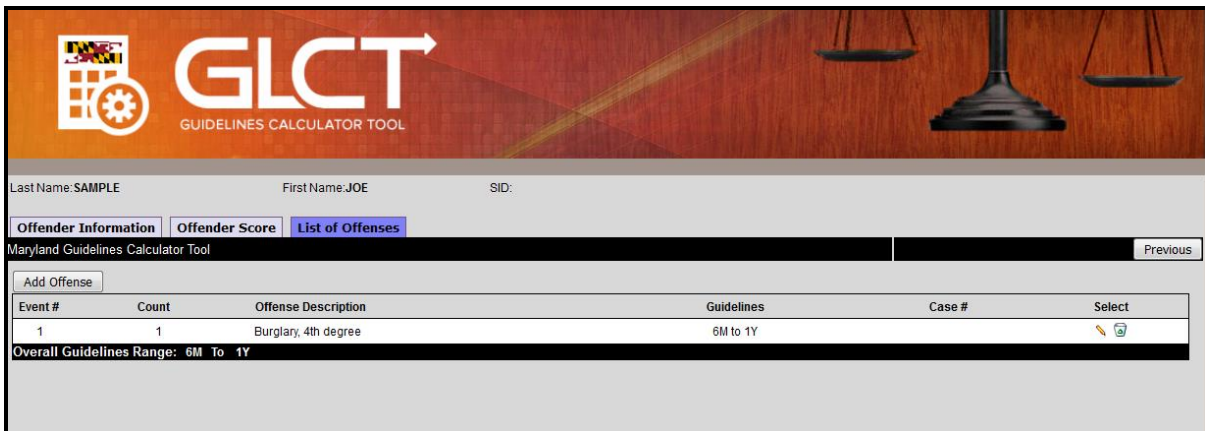 GLCT
GUIDELINES CALCULATOR TOOL
Last Name:SAMPLE First Name:JOE SID:
Offender Information Offender Score List of Offenses
Maryland Guidelines Calculator Tool Previous
Add Offense
Event # Count Offense Description Guidelines Case # Select
1 1 Burglary, 4th degree 6M to 1Y
Overall Guidelines Range: 6M To 1Y